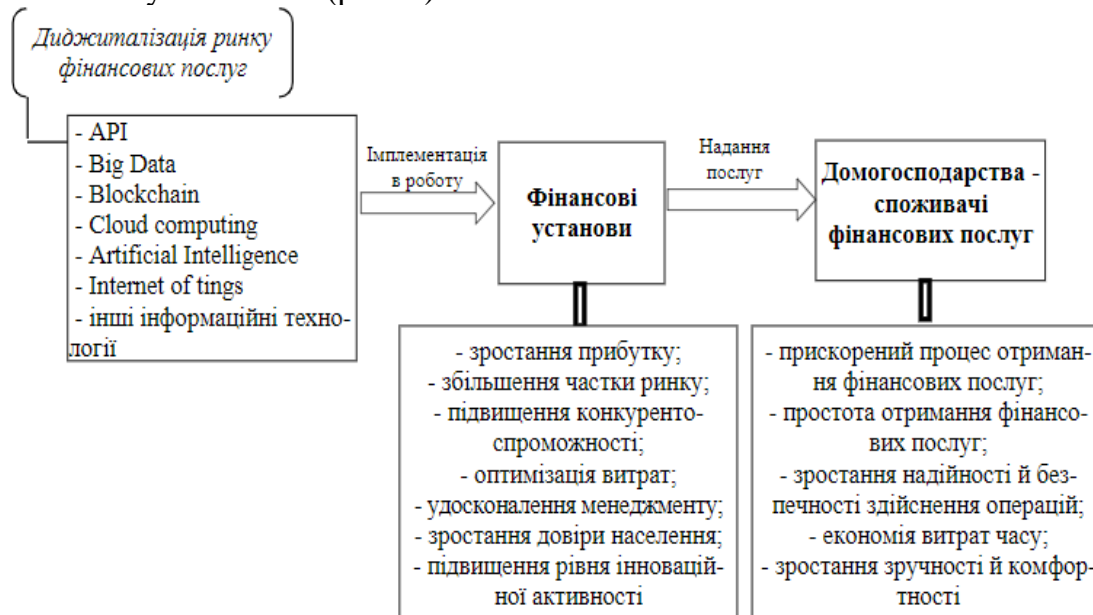 Диджиталізація ринку
фінансових послуг
- API
- Big Data
- Blockchain
- Cloud computing
- Artificial Intelligence
- Internet of tings
- інші інформаційні техно-
логії
Імплементація
в роботу
Фінансові
установи
Надання
послуг
Домогосподарства -
споживачі
фінансових послуг
- зростання прибутку;
- збільшення частки ринку;
- підвищення конкуренто-
спроможності;
- оптимізація витрат;
- удосконалення менеджменту;
- зростання довіри населення;
- підвищення рівня інновацій-
ної активності
- прискорений процес отриман-
ня фінансових послуг;
- простота отримання фінансо-
вих послуг;
- зростання надійності й без-
печності здійснення операцій;
- економія витрат часу;
- зростання зручності й комфор-
тності